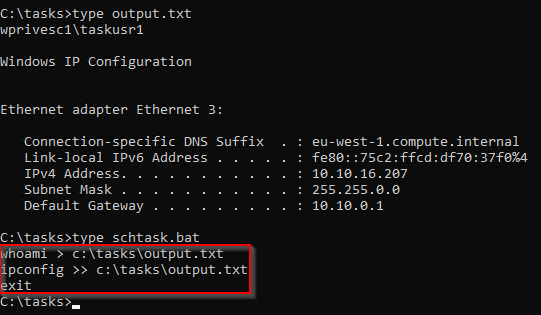 C:\tasks>type output.txt
wprivesc1\taskusr1
Windows IP Configuration
Ethernet adapter Ethernet 3:
Connection-specific DNS Suffix  . : eu-west-1.compute.internal
Link-local IPv6 Address . . . . . : fe80::75c2:ffcd:df70:37f0%4
IPv4 Address. . . . . . . . . . . : 10.10.16.207
Subnet Mask . . . . . . . . . . . : 255.255.0.0
Default Gateway . . . . . . . . . : 10.10.0.1
C:\tasks>type schtask.bat
whoami > c:\tasks\output.txt
ipconfig >> c:\tasks\output.txt
exit
C:\tasks>